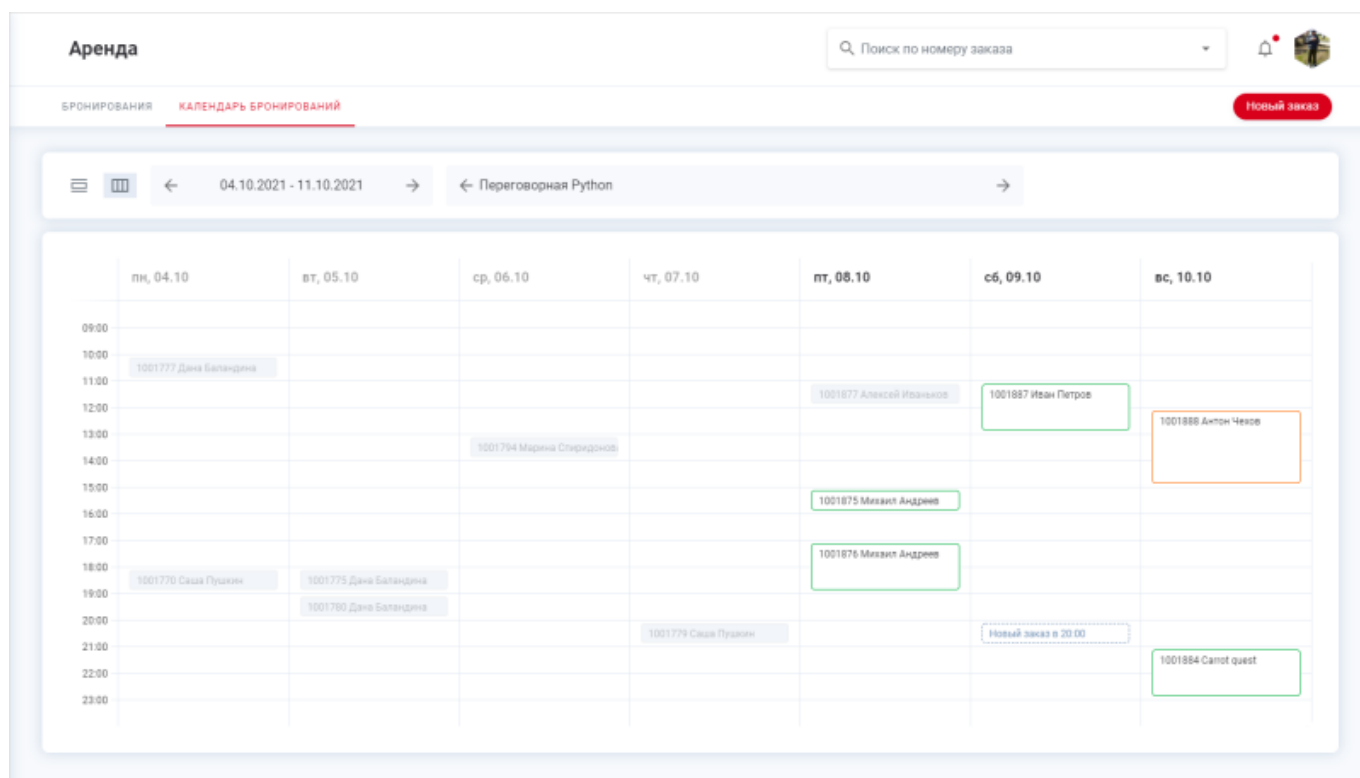 Аренда
Поиск по номеру заказа
БРОНИРОВАНИЯ КАЛЕНДАРЬ БРОНИРОВАНИЙ
Новый заказ
04.10.2021 - 11.10.2021
Переговорная Python
пн, 04.10 вт, 05.10 ср, 06.10 чт, 07.10 пт, 08.10 сб, 09.10 вс, 10.10
09:00
10:00
1001777 Дана Баландина
11:00
1001877 Алексей Иваньков
1001887 Иван Петров
12:00
1001888 Антон Чехов
13:00
1001794 Марина Спиридонов
14:00
15:00
1001875 Михаил Андреев
16:00
17:00
1001876 Михаил Андреев
18:00
1001770 Саша Пушкин
1001775 Дана Баландина
19:00
1001780 Дана Баландина
20:00
1001779 Саша Пушкин
Новый заказ в 20:00
21:00
1001884 Carrot quest
22:00
23:00